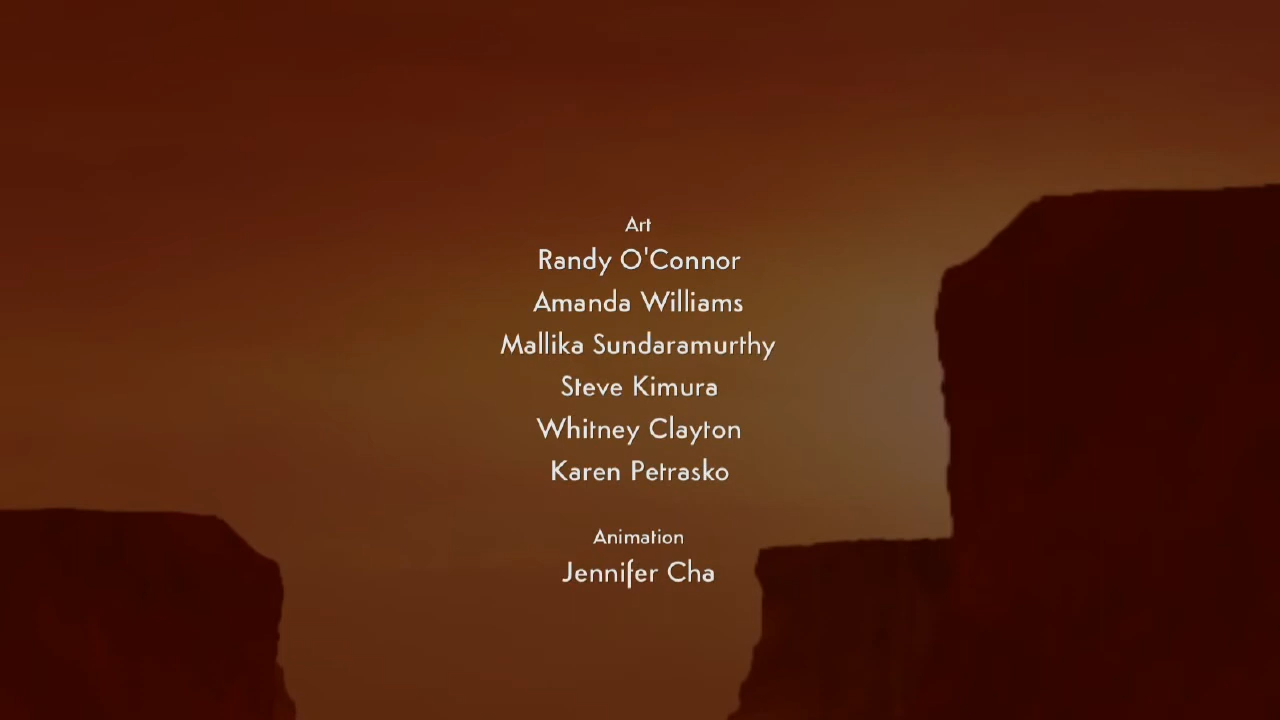 Art
Randy O'Connor
Amanda Williams
Mallika Sundaramurthy
Steve Kimura
Whitney Clayton
Karen Petrasko
Animation
Jennifer Cha